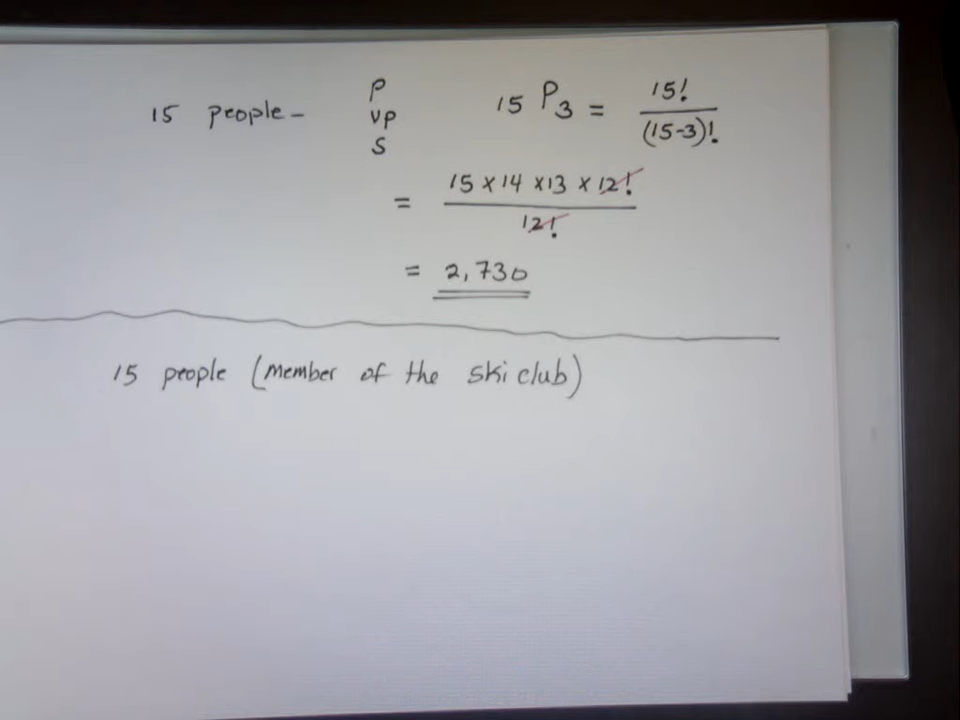 15 people - P 15 P3 = 15!
VP (15-3)!
S
= 15 x 14 x 13 x 12!
12!
= 2,730
15 people (member of the ski club)